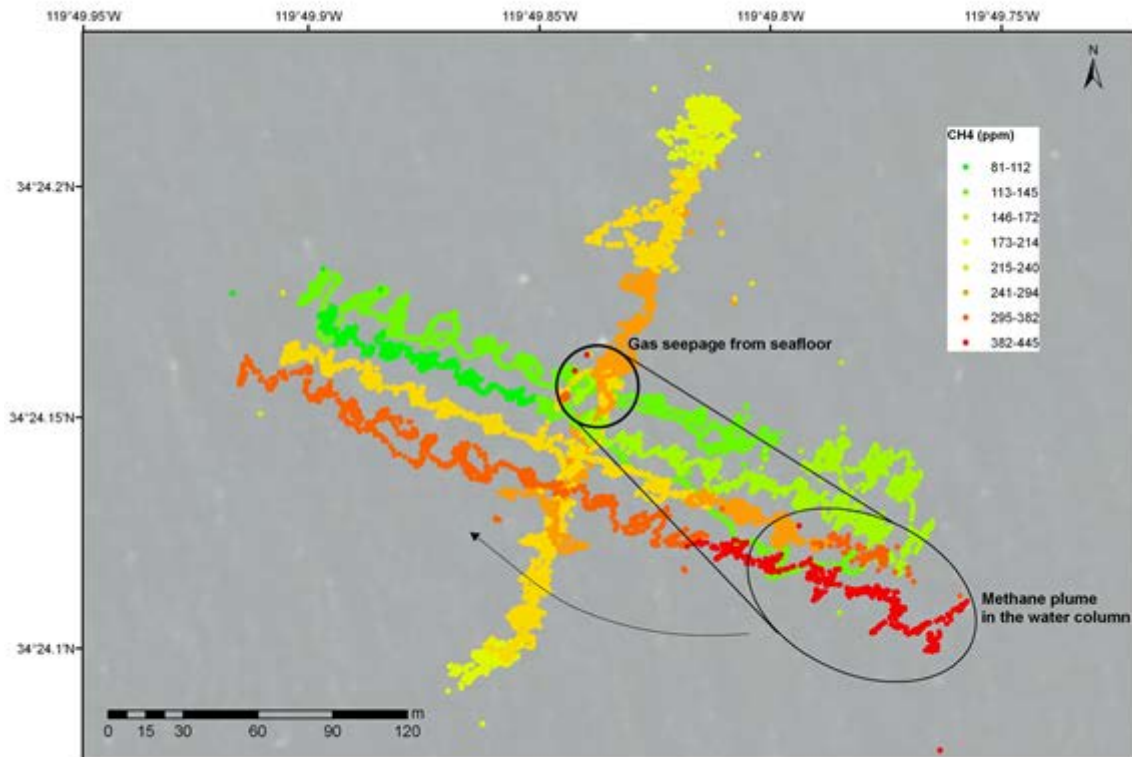 119°49.95'W 119°49.9'W 119°49.85'W 119°49.8'W 119°49.75'W
N
CH4 (ppm)
81-112
113-145
146-172
173-214
215-240
241-294
295-382
382-445
34°24.2'N
Gas seepage from seafloor
34°24.15'N
Methane plume
in the water column
34°24.1'N
m
0 15 30 60 90 120